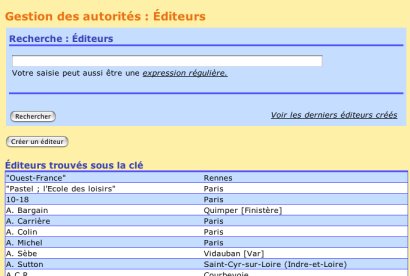 Gestion des autorités : Éditeurs
Recherche : Éditeurs
Votre saisie peut aussi être une expression régulière.
Rechercher Voir les derniers éditeurs créés
Créer un éditeur
Éditeurs trouvés sous la clé
"Ouest-France" Rennes
"Pastel ; l'Ecole des loisirs" Paris
10-18 Paris
A. Bargain Quimper [Finistère]
A. Carrière Paris
A. Colin Paris
A. Michel Paris
A. Sèbe Vidauban [Var]
A. Sutton Saint-Cyr-sur-Loire (Indre-et-Loire)
A.C.R. Courbevoie